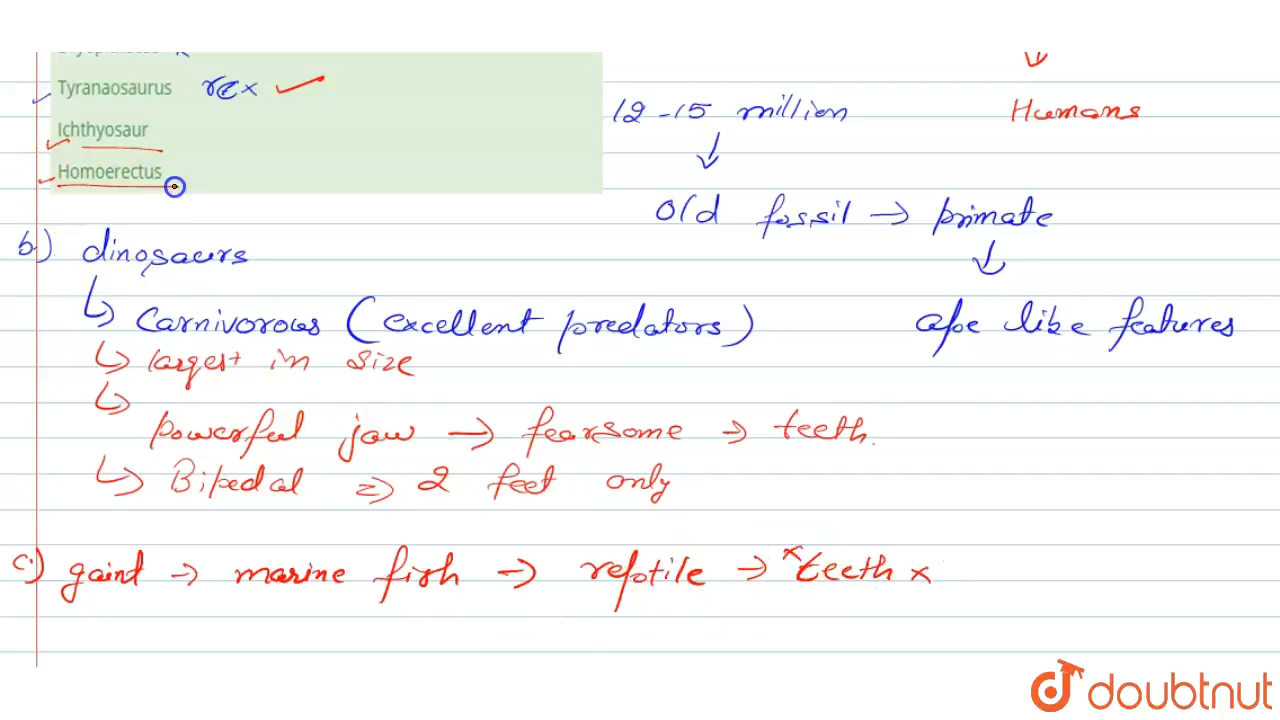 Tyranaosaurus rex
Ichthyosaur
Homoerectus
Humans
12-15 million
old fossil → primate
ape like features
b) dinosaurs
Carnivorous (excellent predators)
largest in size
powerful jaw → fearsome → teeth.
Bipedal => 2 feet only
c) gaint → marine fish → reptile → x teeth x
doubtnut